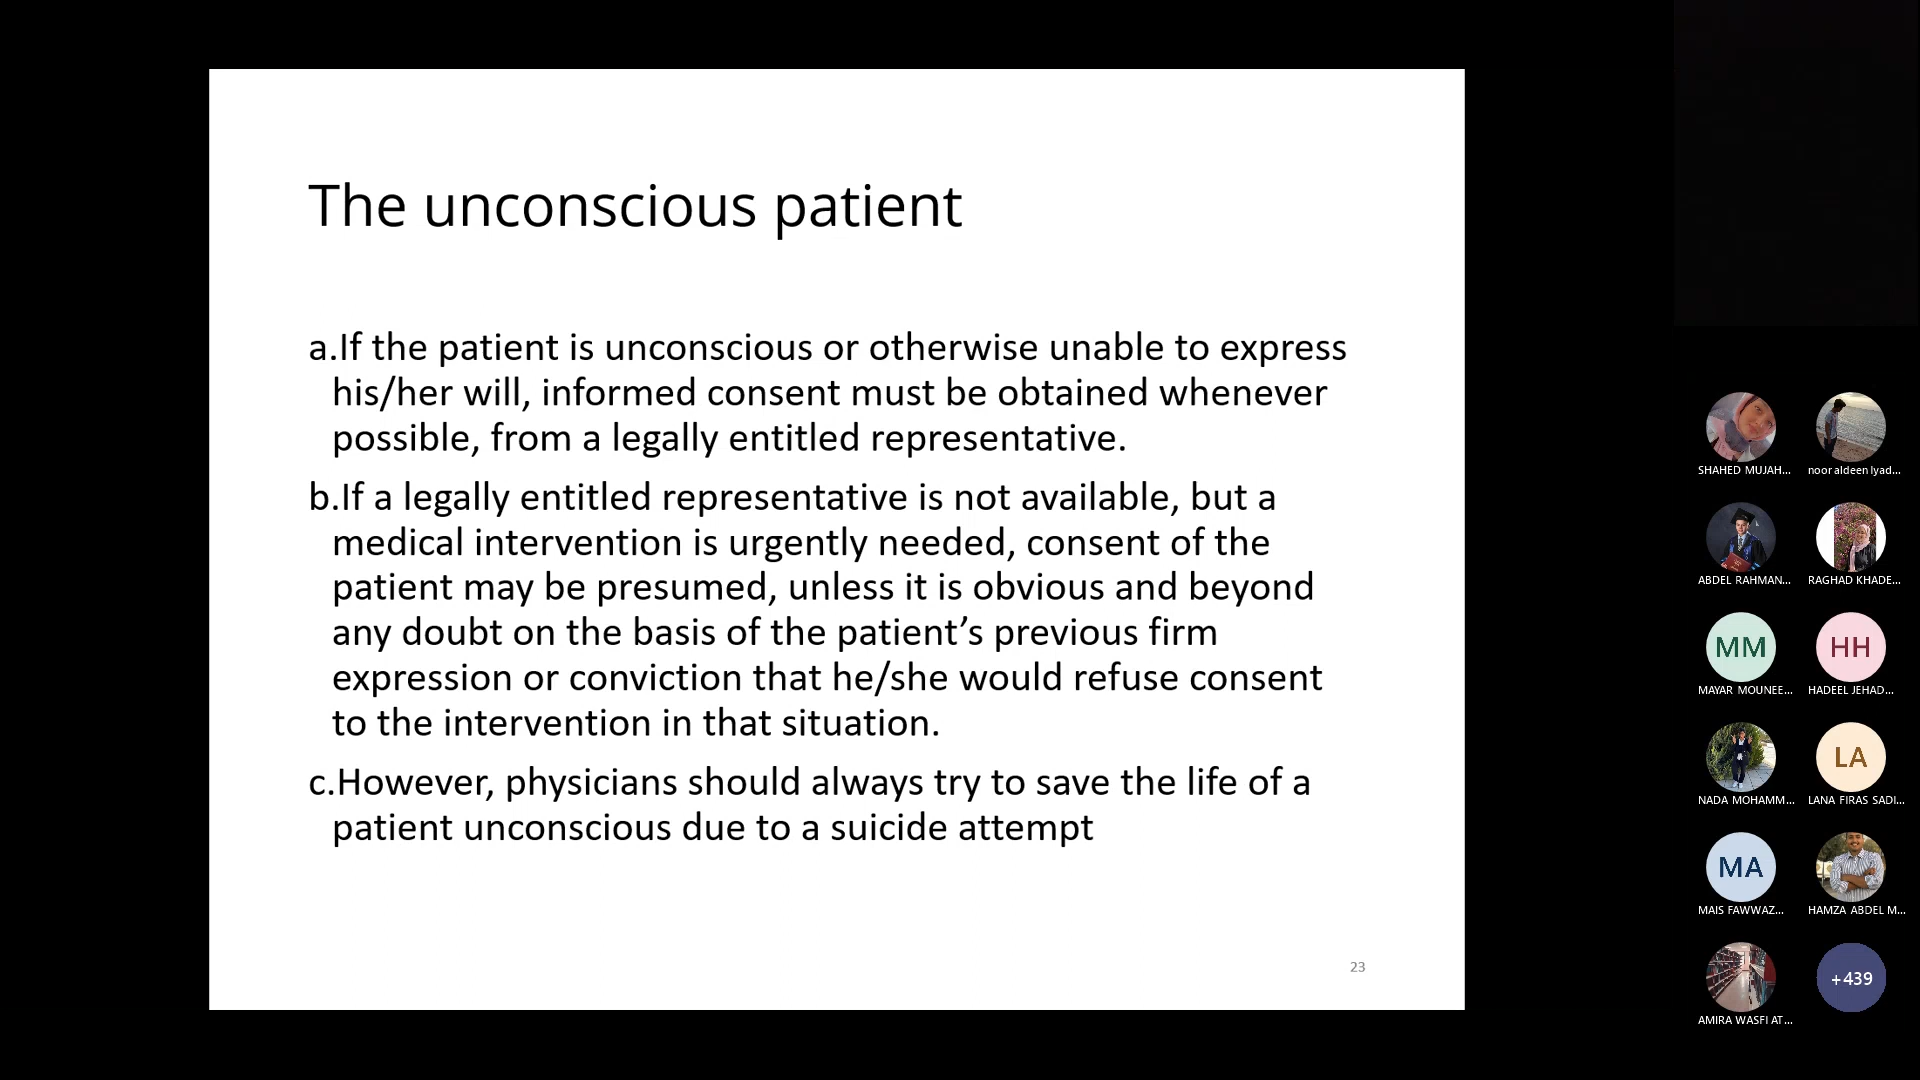 The unconscious patient
a.If the patient is unconscious or otherwise unable to express
his/her will, informed consent must be obtained whenever
possible, from a legally entitled representative.
b.If a legally entitled representative is not available, but a
medical intervention is urgently needed, consent of the
patient may be presumed, unless it is obvious and beyond
any doubt on the basis of the patient’s previous firm
expression or conviction that he/she would refuse consent
to the intervention in that situation.
c.However, physicians should always try to save the life of a
patient unconscious due to a suicide attempt
23
SHAHED MUJAH...
noor aldeen Iyad...
ABDEL RAHMAN...
RAGHAD KHADE...
MM
HH
MAYAR MOUNEE...
HADEEL JEHAD...
LA
NADA MOHAMM...
LANA FIRAS SADI...
MA
MAIS FAWWAZ...
HAMZA ABDEL M...
+439
AMIRA WASFI AT...